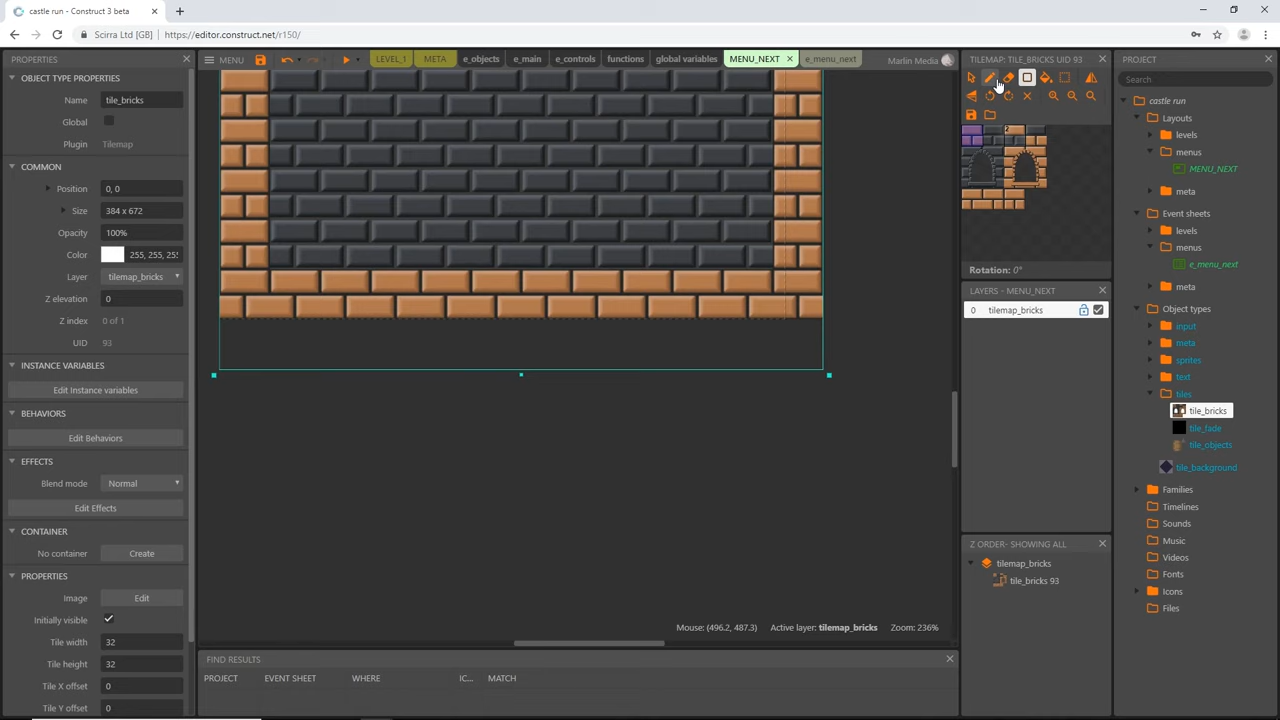 castle run - Construct 3 beta
Scirra Ltd [GB] | https://editor.construct.net/r150/
PROPERTIES
OBJECT TYPE PROPERTIES
Name tile_bricks
Global
Plugin Tilemap
COMMON
Position 0, 0
Size 384 x 672
Opacity 100%
Color 255, 255, 255
Layer tilemap_bricks
Z elevation 0
Z index 0 of 1
UID 93
INSTANCE VARIABLES
Edit Instance variables
BEHAVIORS
Edit Behaviors
EFFECTS
Blend mode Normal
Edit Effects
CONTAINER
No container Create
PROPERTIES
Image Edit
Initially visible
Tile width 32
Tile height 32
Tile X offset 0
Tile Y offset 0
MENU LEVEL_1 META e_objects e_main e_controls functions global variables MENU_NEXT e_menu_next Marlin Media
Mouse: (496.2, 487.3) Active layer: tilemap_bricks Zoom: 236%
FIND RESULTS
PROJECT EVENT SHEET WHERE IC... MATCH
TILEMAP: TILE_BRICKS UID 93
Rotation: 0°
LAYERS - MENU_NEXT
0 tilemap_bricks
Z ORDER- SHOWING ALL
tilemap_bricks
tile_bricks 93
PROJECT
Search
castle run
Layouts
levels
menus
MENU_NEXT
meta
Event sheets
levels
menus
e_menu_next
meta
Object types
input
meta
sprites
text
tiles
tile_bricks
tile_fade
tile_objects
tile_background
Families
Timelines
Sounds
Music
Videos
Fonts
Icons
Files